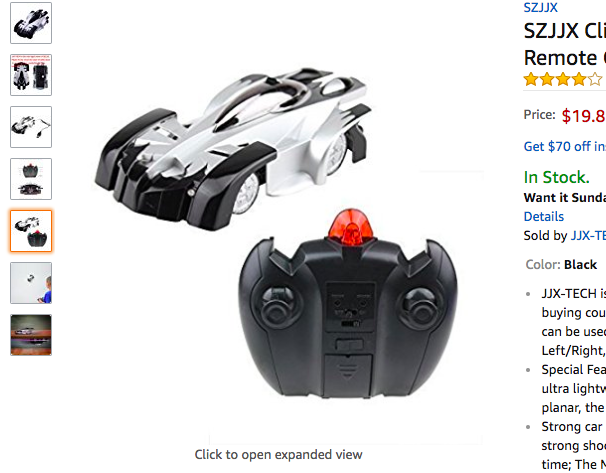 SZJJX
SZJJX Cli
Remote
Price: $19.8
Get $70 off ins
In Stock.
Want it Sunda
Details
Sold by JJX-TE
Color: Black
JJX-TECH is
buying cou
can be used
Left/Right,
Special Fea
ultra lightw
planar, the
Strong car
strong shoc
time; The N
Click to open expanded view